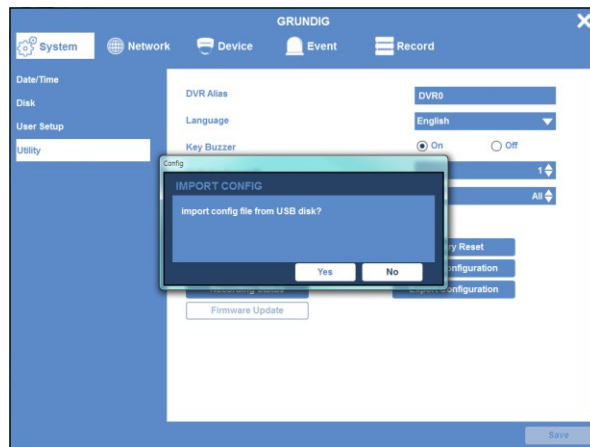 GRUNDIG
System Network Device Event Record
Date/Time
Disk
User Setup
Utility
DVR Alias DVR0
Language English
Key Buzzer On Off
1
All
Config
IMPORT CONFIG
import config file from USB disk?
Yes No
Reset
Configuration
Firmware Update
Export Configuration
Save